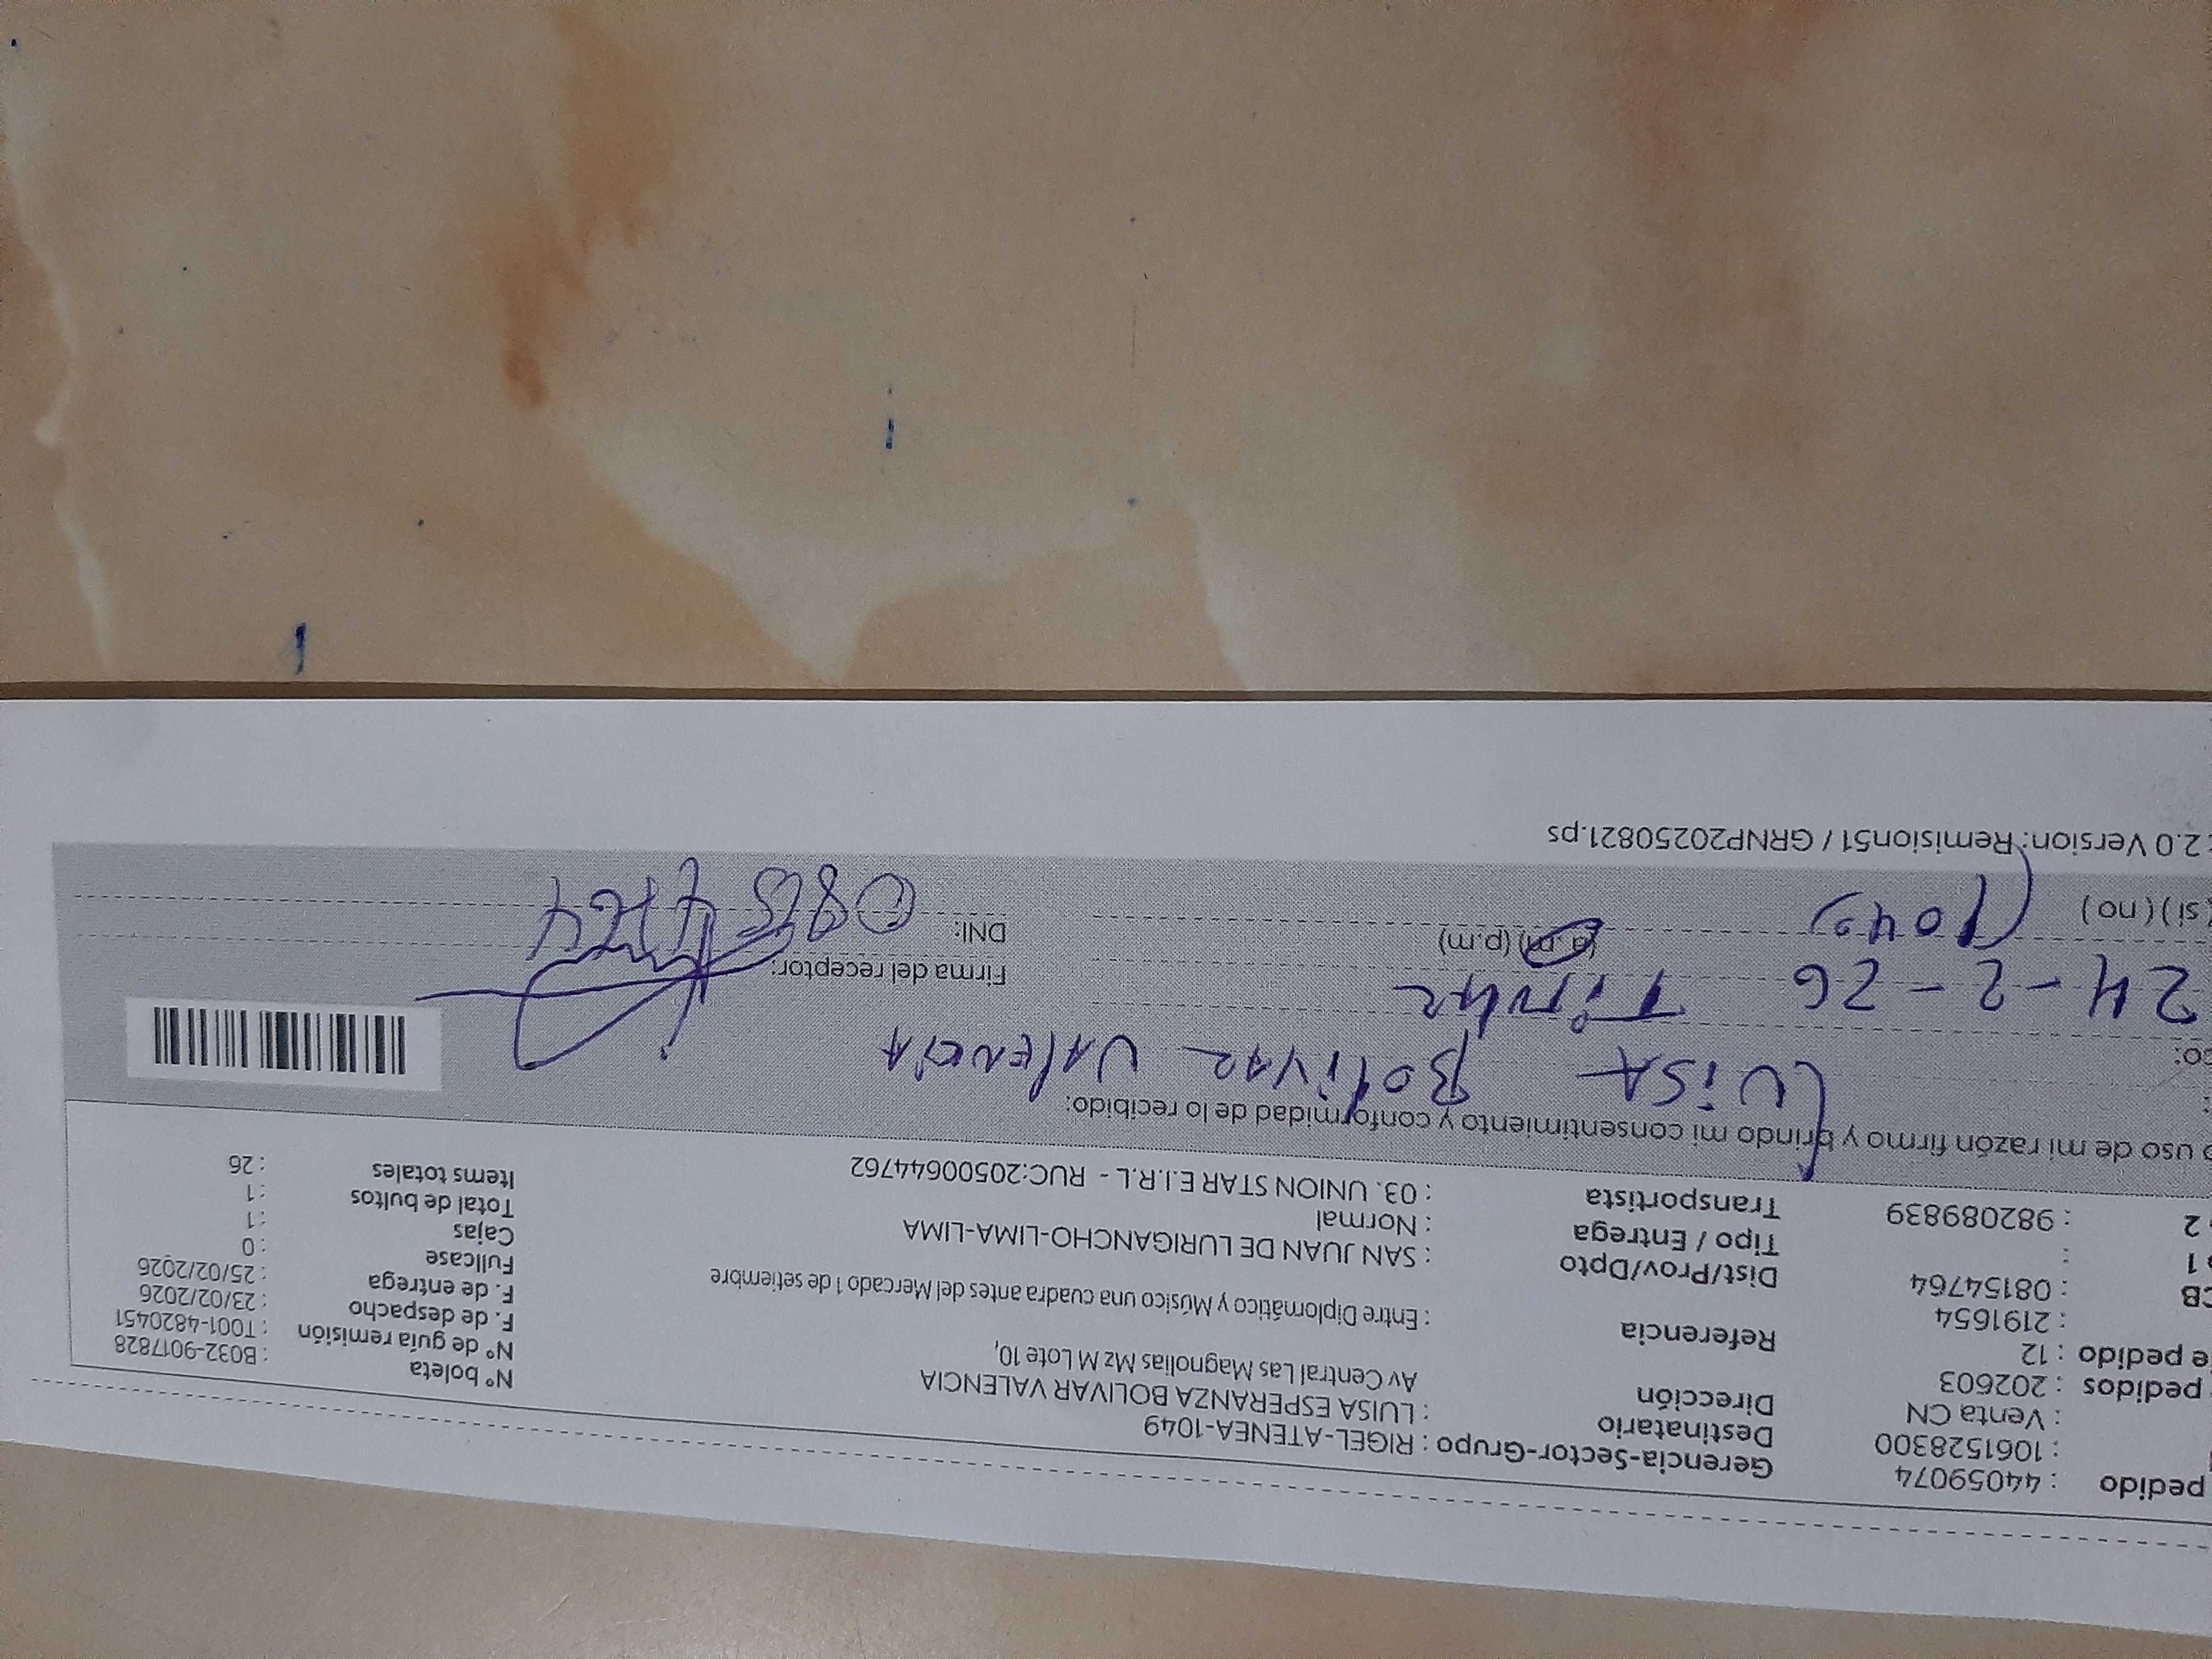 pedido : 44059074
: 1061528300
: Venta CN
pedidos : 202603
e pedido : 12
: 2191654
CB : 08154764
1 :
2 : 982089839
Gerencia-Sector-Grupo : RIGEL-ATENEA-1049
Destinatario : LUISA ESPERANZA BOLIVAR VALENCIA
Dirección Av Central Las Magnolias Mz M Lote 10,
Referencia : Entre Diplomático y Músico una cuadra antes del Mercado 1 de setiembre
Dist/Prov/Dpto : SAN JUAN DE LURIGANCHO-LIMA-LIMA
Tipo / Entrega : Normal
Transportista : 03. UNION STAR E.I.R.L - RUC:20500644762
N° boleta : B032-9017828
N° de guía remisión : T001-4820451
F. de despacho : 23/02/2026
F. de entrega : 25/02/2026
Fullcase : 0
Cajas : 1
Total de bultos : 1
Items totales : 26
o uso de mi razón firmo y brindo mi consentimiento y conformidad de lo recibido:
LUiSA BoliVAR VAlENCiA
co:
24-2-26 Titular
(a.m) (p.m)
si ) ( no ) 1049
Firma del receptor:
DNI: 08154764
2.0 Version: Remision51 / GRNP20250821.ps